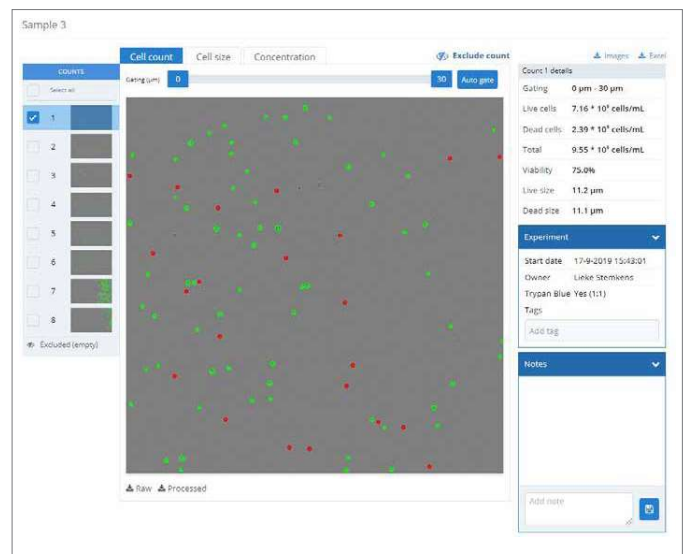 Sample 3
Cell count
Cell size
Concentration
Exclude count
Images
Excel
COUNTS
Select all
1
2
3
4
5
6
7
8
Excluded (empty)
Gating (µm)
0
30
Auto gate
Raw
Processed
Count 1 details
Gating 0 µm - 30 µm
Live cells 7.16 * 10⁵ cells/mL
Dead cells 2.39 * 10⁵ cells/mL
Total 9.55 * 10⁵ cells/mL
Viability 75.0%
Live size 11.2 µm
Dead size 11.1 µm
Experiment
Start date 17-9-2019 15:43:01
Owner Lieke Stemkens
Trypan Blue Yes (1:1)
Tags
Add tag
Notes
Add note